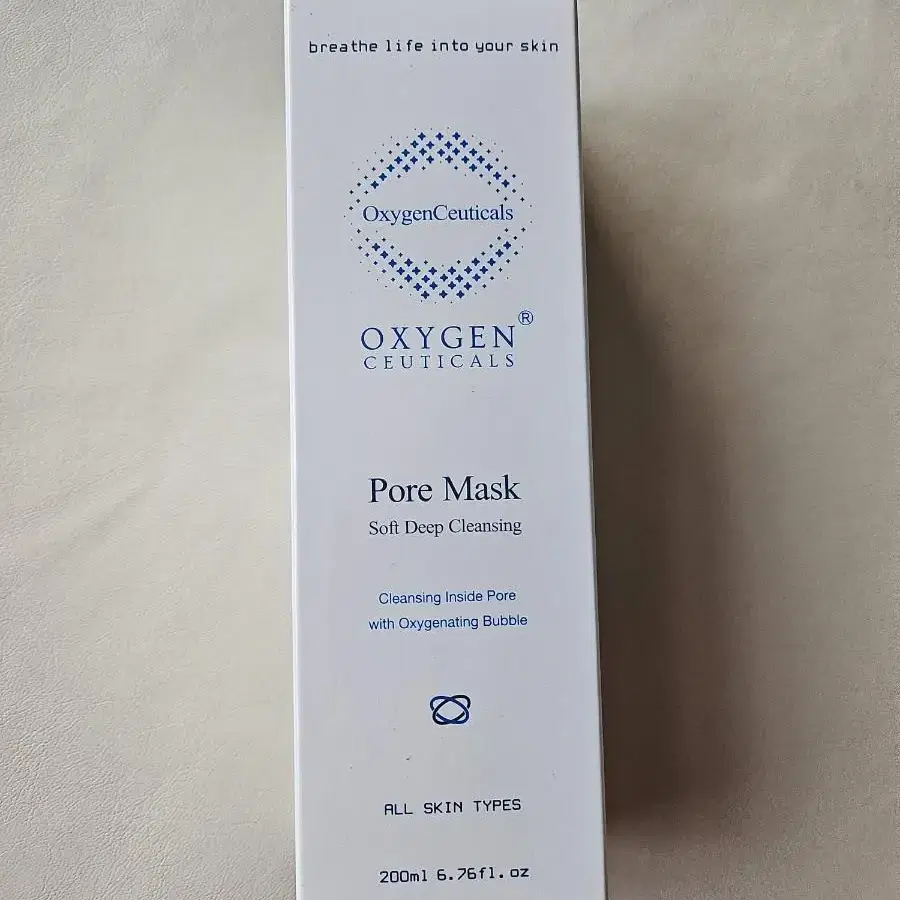 breathe life into your skin
OxygenCeuticals
OXYGEN®
CEUTICALS
Pore Mask
Soft Deep Cleansing
Cleansing Inside Pore
with Oxygenating Bubble
ALL SKIN TYPES
200ml 6.76fl.oz